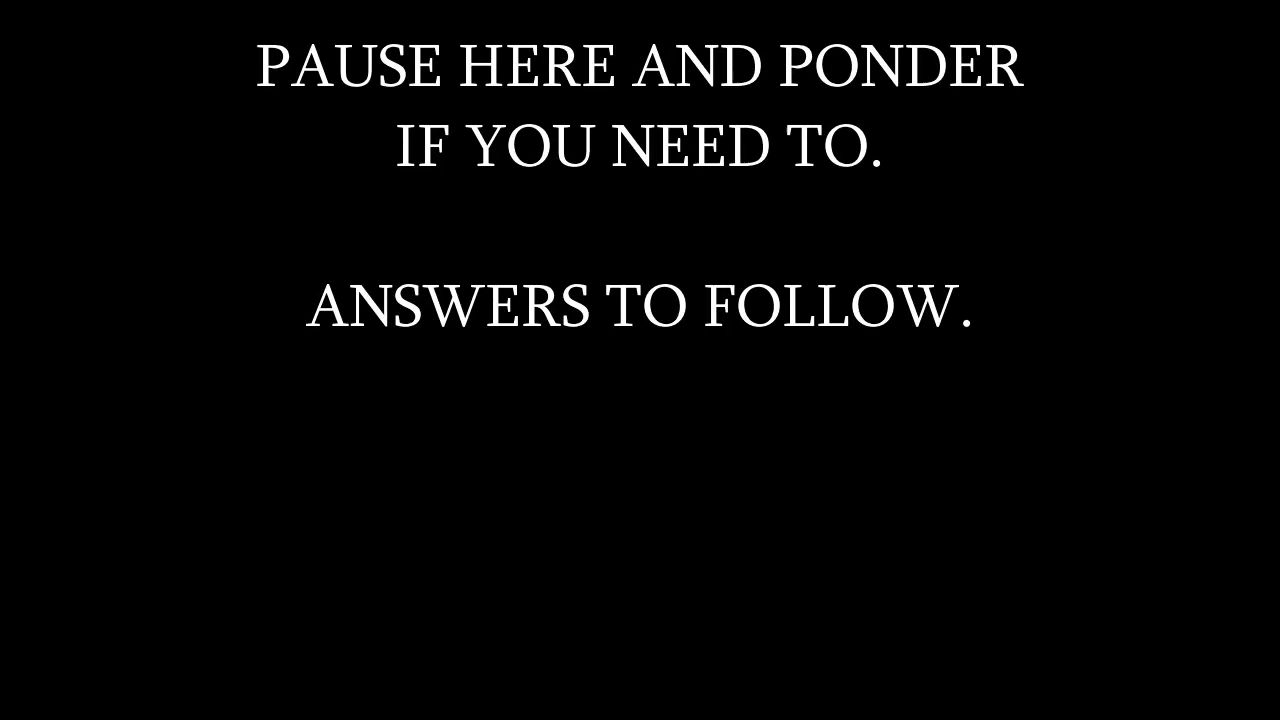 PAUSE HERE AND PONDER
IF YOU NEED TO.
ANSWERS TO FOLLOW.